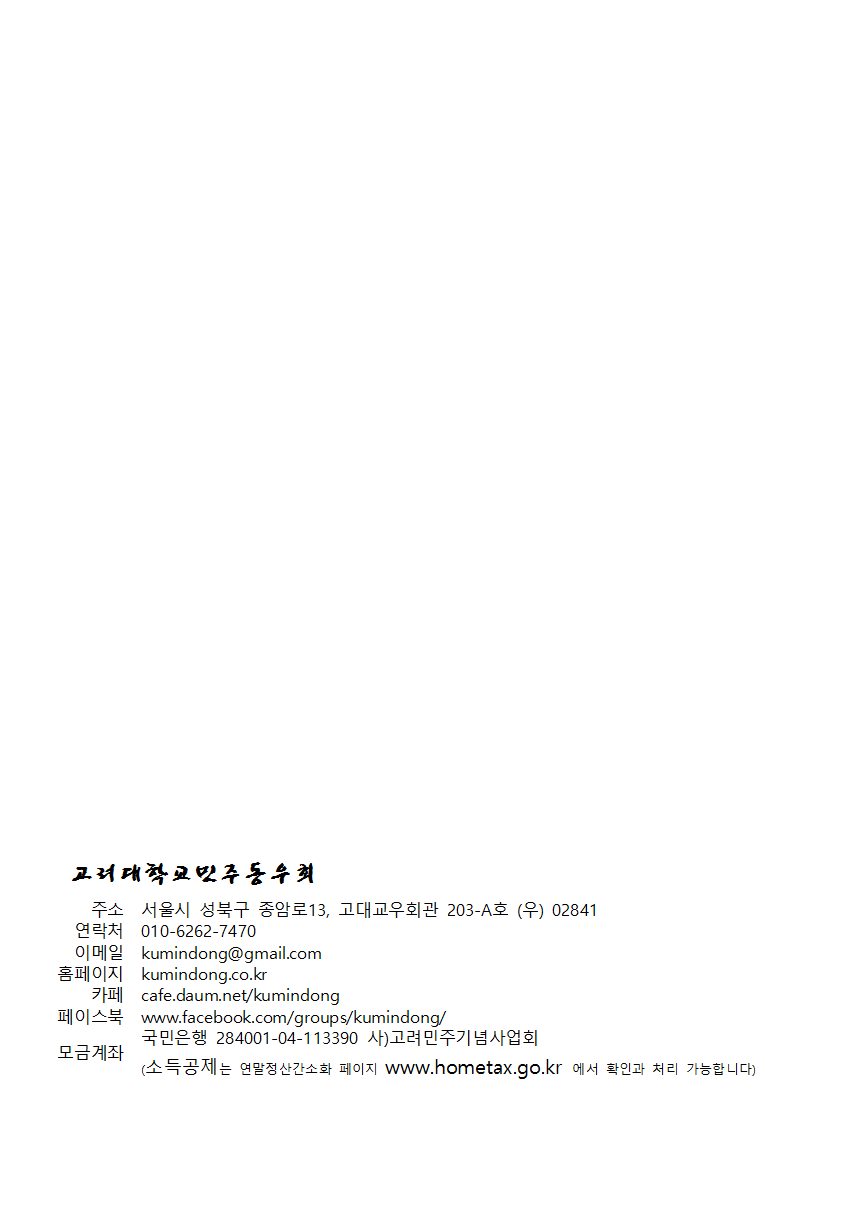 고려대학교민주동우회
주소 서울시 성북구 종암로13, 고대교우회관 203-A호 (우) 02841
연락처 010-6262-7470
이메일 kumindong@gmail.com
홈페이지 kumindong.co.kr
카페 cafe.daum.net/kumindong
페이스북 www.facebook.com/groups/kumindong/
모금계좌 국민은행 284001-04-113390 사)고려민주기념사업회
(소득공제는 연말정산간소화 페이지 www.hometax.go.kr 에서 확인과 처리 가능합니다)